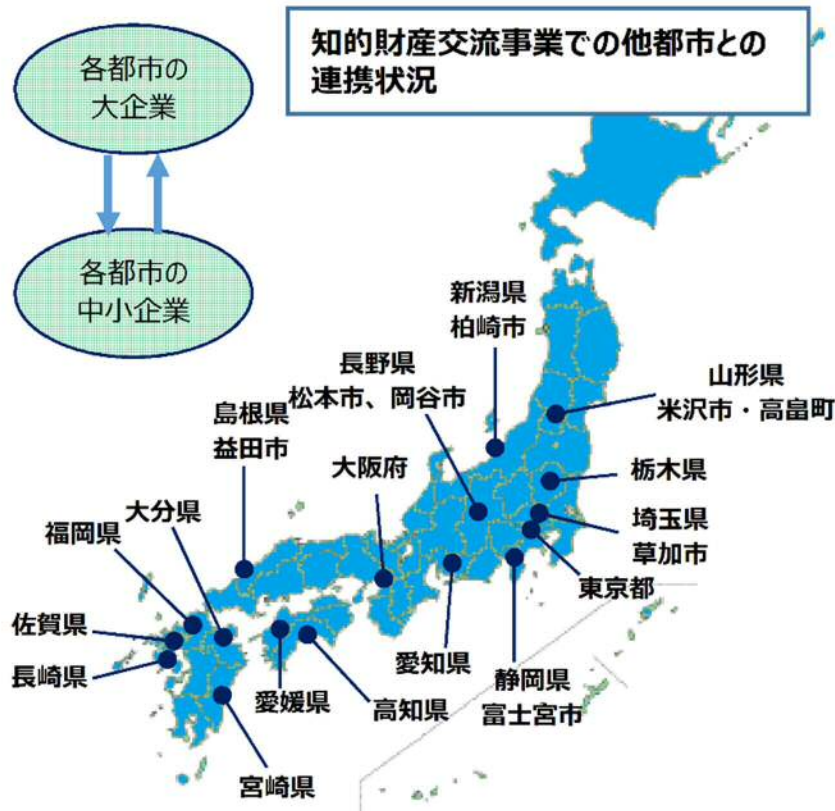 知的財産交流事業での他都市との
連携状況
各都市の
大企業
各都市の
中小企業
新潟県
柏崎市
長野県
松本市、岡谷市
山形県
米沢市・高畠町
島根県
益田市
大阪府
栃木県
大分県
福岡県
埼玉県
草加市
東京都
佐賀県
長崎県
愛知県
静岡県
富士宮市
愛媛県
高知県
宮崎県